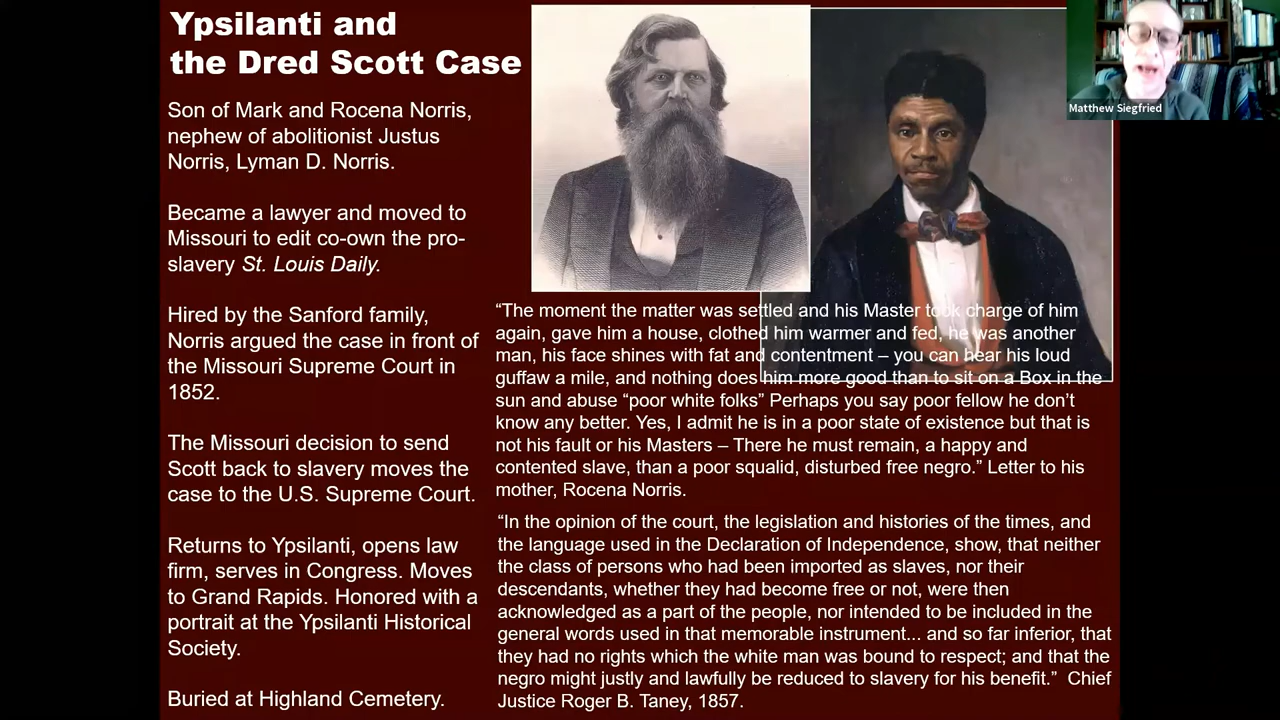 Ypsilanti and
the Dred Scott Case
Son of Mark and Rocena Norris,
nephew of abolitionist Justus
Norris, Lyman D. Norris.
Became a lawyer and moved to
Missouri to edit co-own the pro-
slavery St. Louis Daily.
Hired by the Sanford family,
Norris argued the case in front of
the Missouri Supreme Court in
1852.
The Missouri decision to send
Scott back to slavery moves the
case to the U.S. Supreme Court.
Returns to Ypsilanti, opens law
firm, serves in Congress. Moves
to Grand Rapids. Honored with a
portrait at the Ypsilanti Historical
Society.
Buried at Highland Cemetery.
“The moment the matter was settled and his Master took charge of him
again, gave him a house, clothed him warmer and fed, he was another
man, his face shines with fat and contentment – you can hear his loud
guffaw a mile, and nothing does him more good than to sit on a Box in the
sun and abuse “poor white folks” Perhaps you say poor fellow he don’t
know any better. Yes, I admit he is in a poor state of existence but that is
not his fault or his Masters – There he must remain, a happy and
contented slave, than a poor squalid, disturbed free negro.” Letter to his
mother, Rocena Norris.
“In the opinion of the court, the legislation and histories of the times, and
the language used in the Declaration of Independence, show, that neither
the class of persons who had been imported as slaves, nor their
descendants, whether they had become free or not, were then
acknowledged as a part of the people, nor intended to be included in the
general words used in that memorable instrument... and so far inferior, that
they had no rights which the white man was bound to respect; and that the
negro might justly and lawfully be reduced to slavery for his benefit.” Chief
Justice Roger B. Taney, 1857.
Matthew Siegfried